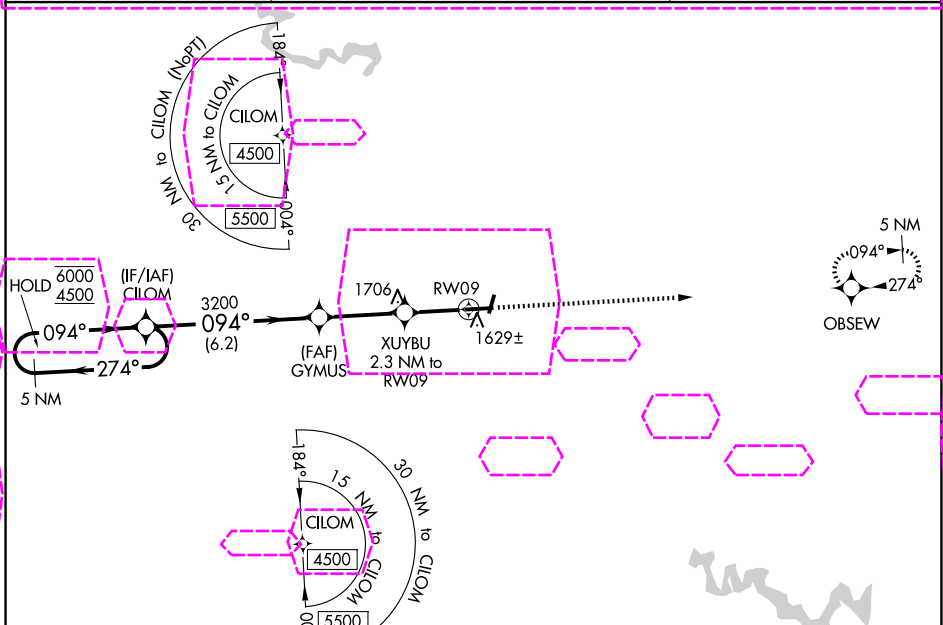 30 NM to CILOM (NoPT)
15 NM to CILOM
184°
CILOM
4500
5500
004°
HOLD
6000
4500
(IF/IAF)
CILOM
094°
274°
5 NM
3200
094°
(6.2)
(FAF)
GYMUS
1706
XUYBU
2.3 NM to
RW09
RW09
1629±
5 NM
094°
274°
OBSEW
184°
15 NM to CILOM
30 NM to CILOM
CILOM
4500
5500